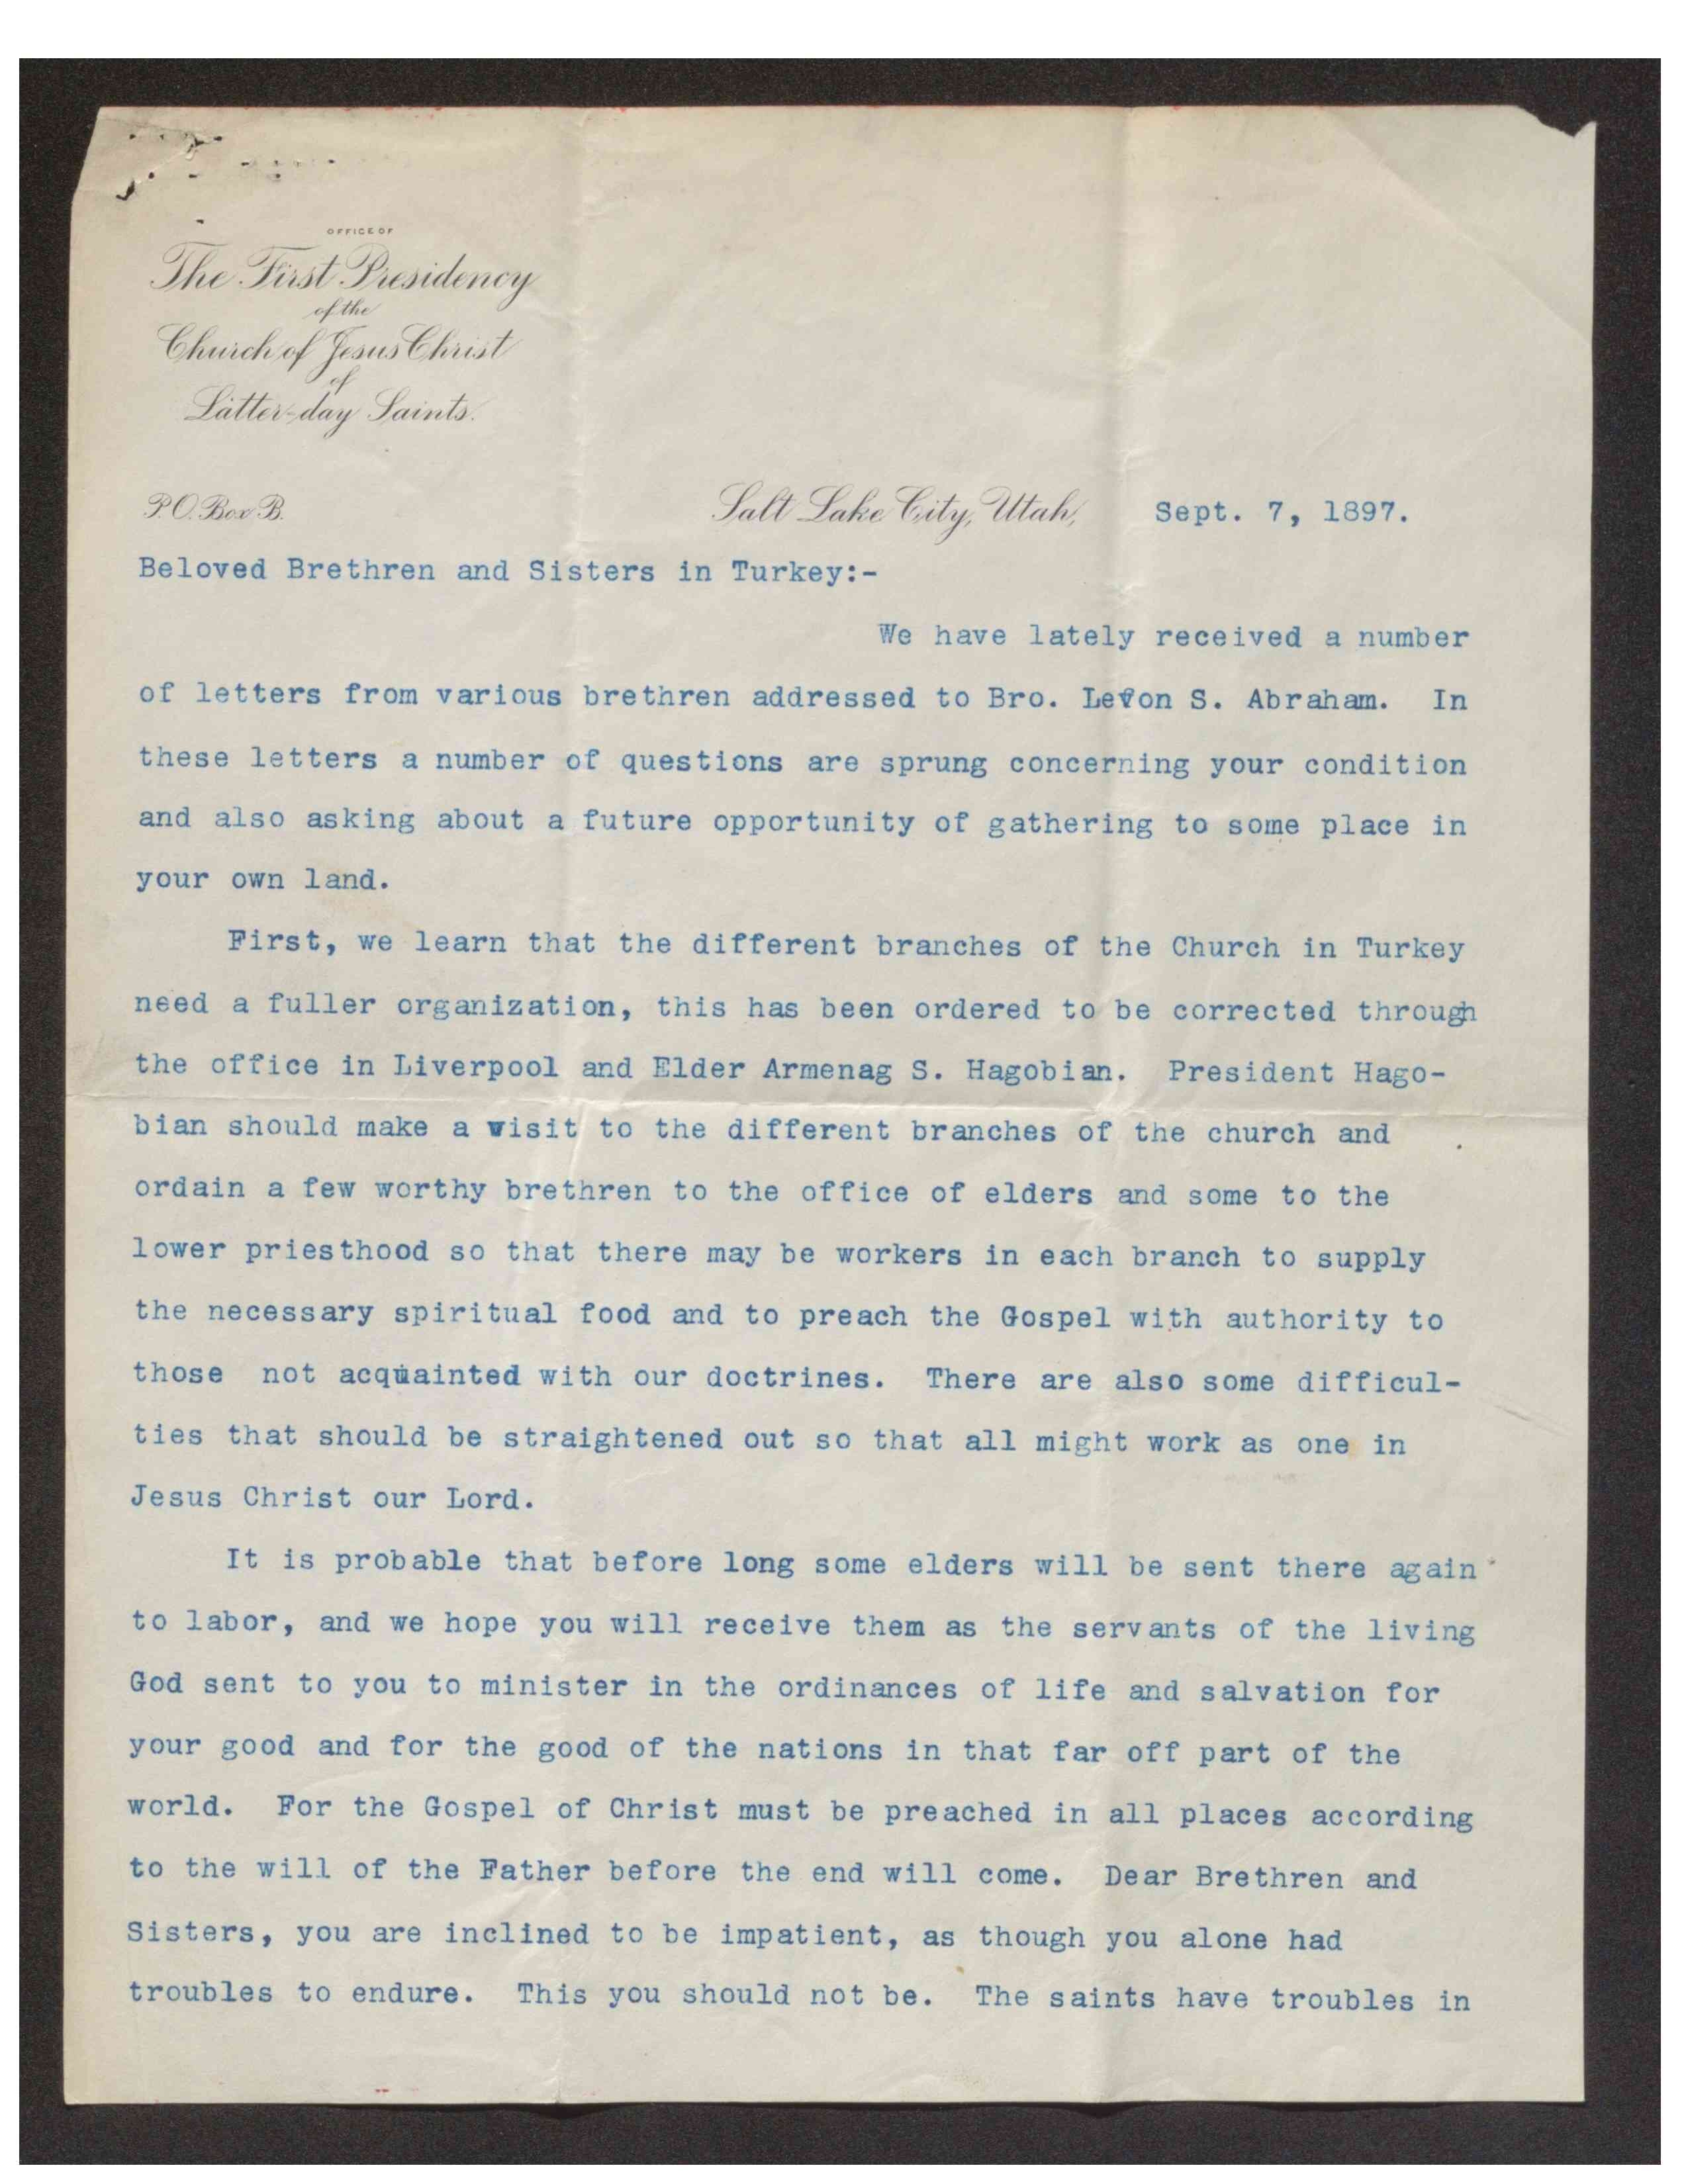 OFFICE OF
The First Presidency
of the
Church of Jesus Christ
of
Latter-day Saints.
P.O. Box B.
Salt Lake City, Utah, Sept. 7, 1897.
Beloved Brethren and Sisters in Turkey:-
We have lately received a number
of letters from various brethren addressed to Bro. Levon S. Abraham. In
these letters a number of questions are sprung concerning your condition
and also asking about a future opportunity of gathering to some place in
your own land.
First, we learn that the different branches of the Church in Turkey
need a fuller organization, this has been ordered to be corrected through
the office in Liverpool and Elder Armenag S. Hagobian. President Hago-
bian should make a visit to the different branches of the church and
ordain a few worthy brethren to the office of elders and some to the
lower priesthood so that there may be workers in each branch to supply
the necessary spiritual food and to preach the Gospel with authority to
those not acquainted with our doctrines. There are also some difficul-
ties that should be straightened out so that all might work as one in
Jesus Christ our Lord.
It is probable that before long some elders will be sent there again
to labor, and we hope you will receive them as the servants of the living
God sent to you to minister in the ordinances of life and salvation for
your good and for the good of the nations in that far off part of the
world. For the Gospel of Christ must be preached in all places according
to the will of the Father before the end will come. Dear Brethren and
Sisters, you are inclined to be impatient, as though you alone had
troubles to endure. This you should not be. The saints have troubles in